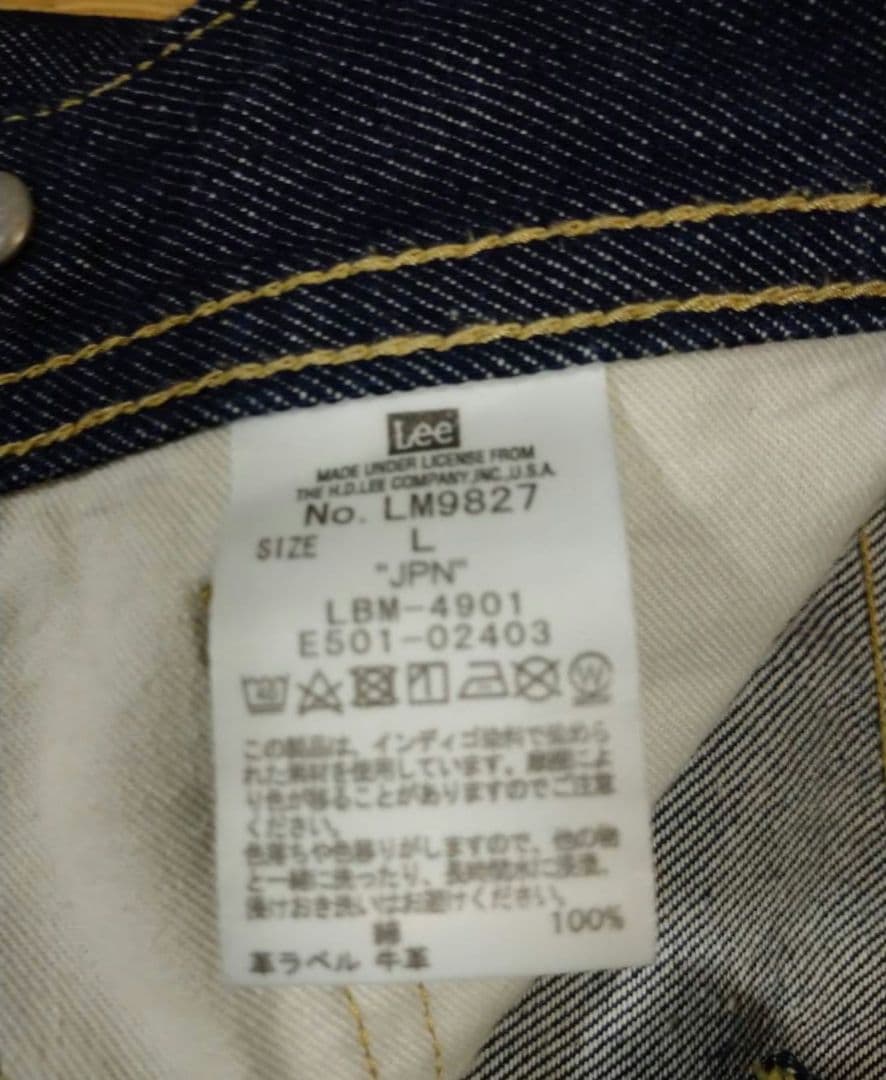 Lee
MADE UNDER LICENSE FROM
THE H.D.LEE COMPANY,INC.,U.S.A.
No. LM9827
SIZE L
"JPN"
LBM-4901
E501-02403
40 W
この製品は、インディゴ染料で染めら
れた素材を使用しています。摩擦によ
り色が移ることがありますのでご注意
ください。
色落ちや色移りがしますので、他の物
と一緒に洗ったり、長時間水に浸漬、
浸けおき洗いはお避けください。
綿 100%
革ラベル 牛革